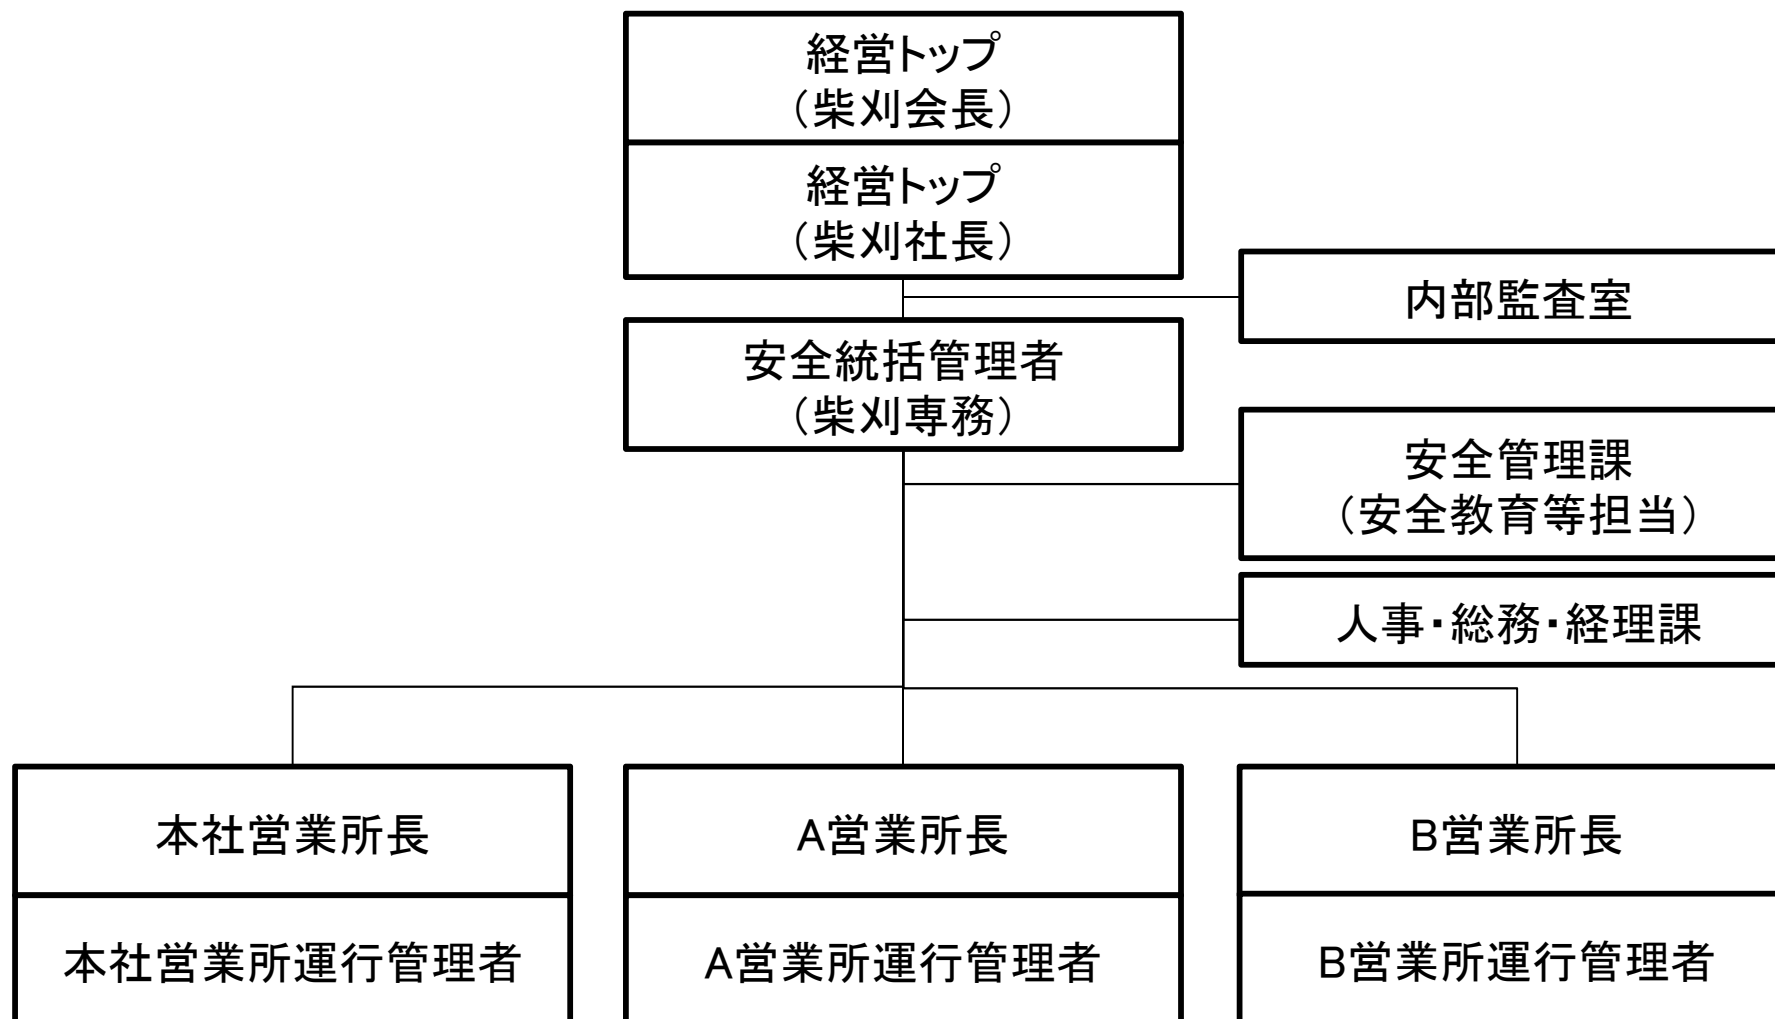 経営トップ
（柴刈会長）
経営トップ
（柴刈社長）
内部監査室
安全統括管理者
（柴刈専務）
安全管理課
（安全教育等担当）
人事・総務・経理課
本社営業所長
A営業所長
B営業所長
本社営業所運行管理者
A営業所運行管理者
B営業所運行管理者